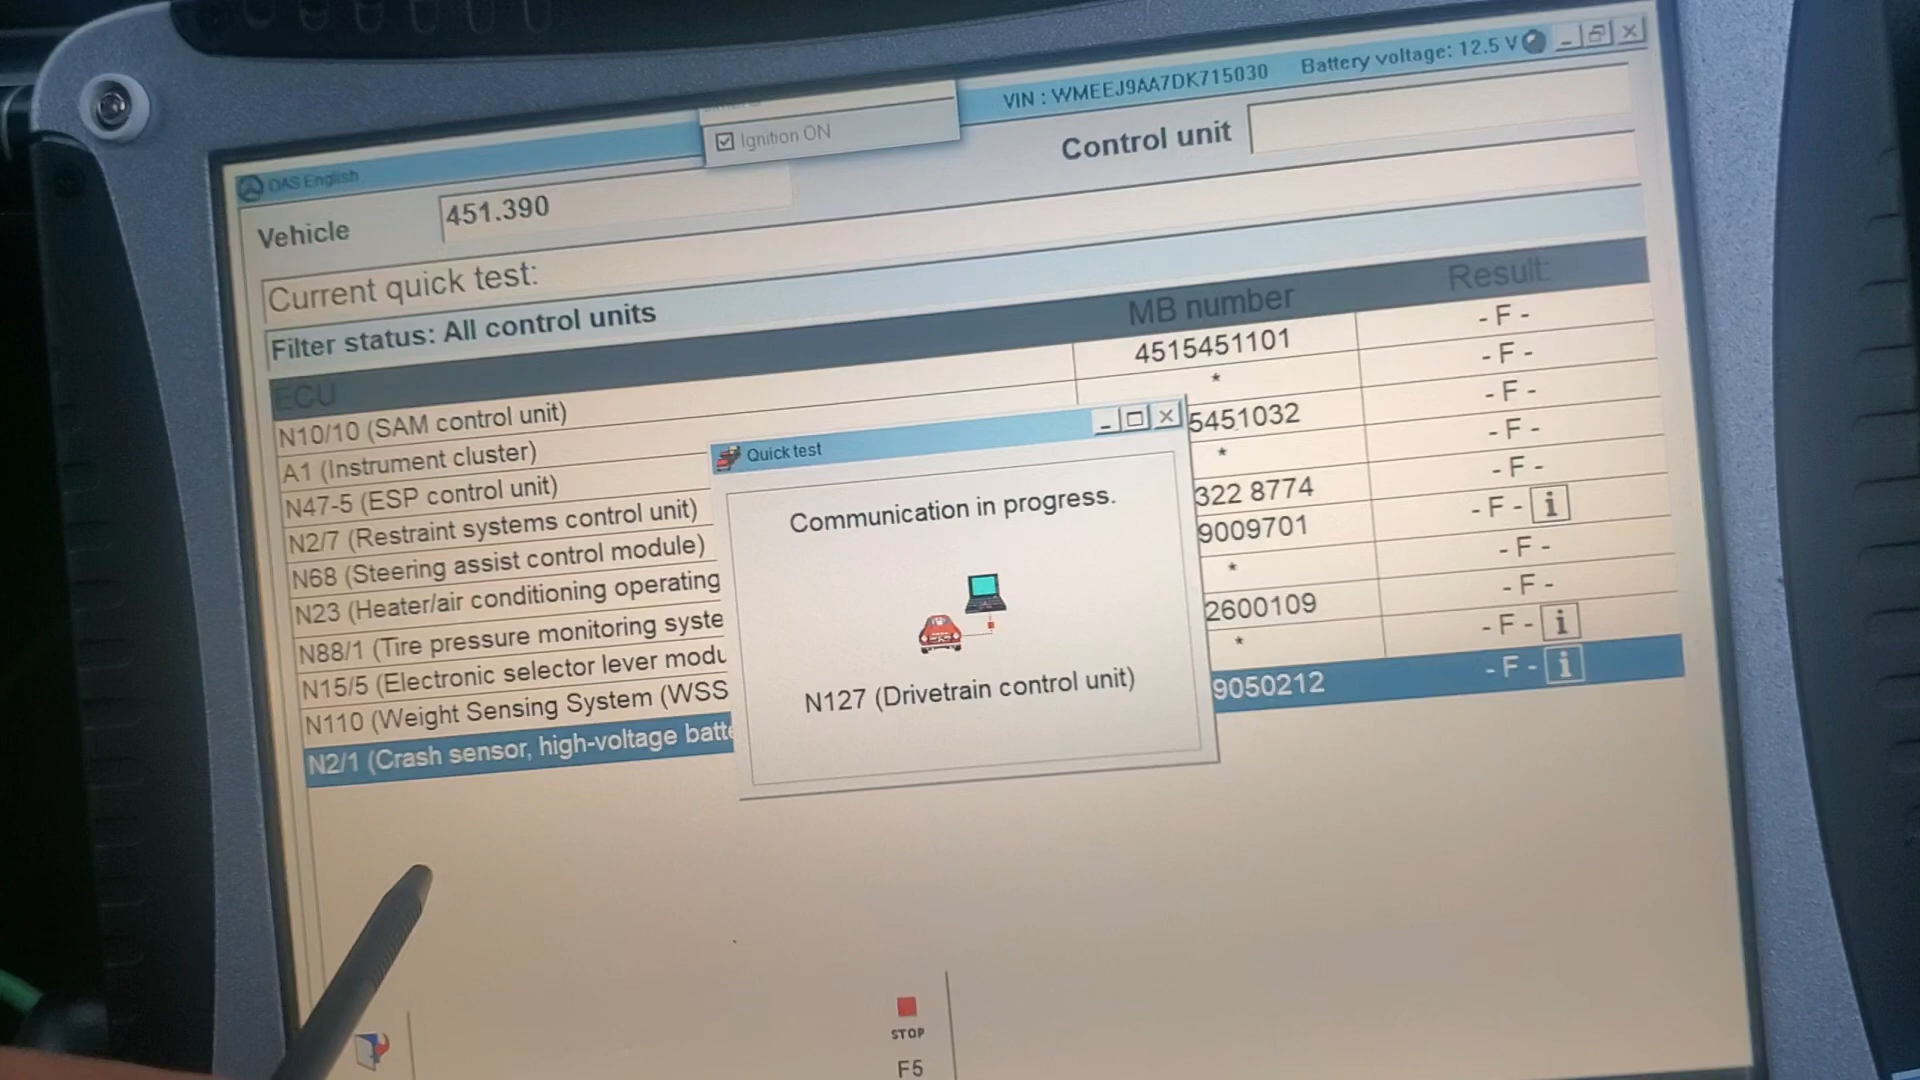 DAS English
Ignition ON
VIN : WMEEJ9AA7DK715030
Battery voltage: 12.5 V
Vehicle
451.390
Control unit
Current quick test:
Filter status: All control units
ECU
MB number
Result:
N10/10 (SAM control unit)
4515451101
- F -
A1 (Instrument cluster)
*
- F -
N47-5 (ESP control unit)
5451032
- F -
N2/7 (Restraint systems control unit)
*
- F -
N68 (Steering assist control module)
322 8774
- F -
N23 (Heater/air conditioning operating
9009701
- F - i
N88/1 (Tire pressure monitoring syste
*
- F -
N15/5 (Electronic selector lever modu
2600109
- F -
N110 (Weight Sensing System (WSS
*
- F - i
N2/1 (Crash sensor, high-voltage batte
9050212
- F - i
Quick test
Communication in progress.
N127 (Drivetrain control unit)
STOP
F5